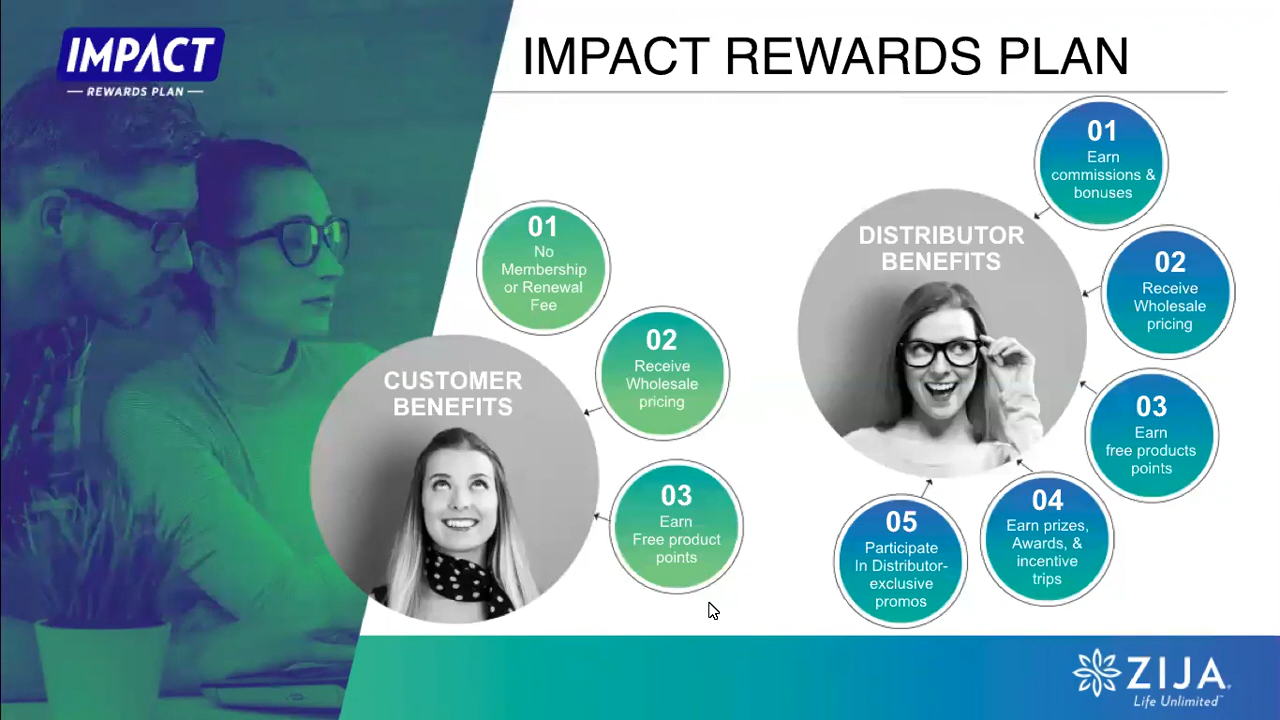 IMPACT
REWARDS PLAN
IMPACT REWARDS PLAN
CUSTOMER
BENEFITS
01
No
Membership
or Renewal
Fee
02
Receive
Wholesale
pricing
03
Earn
Free product
points
DISTRIBUTOR
BENEFITS
01
Earn
commissions &
bonuses
02
Receive
Wholesale
pricing
03
Earn
free products
points
04
Earn prizes,
Awards, &
incentive
trips
05
Participate
In Distributor-
exclusive
promos
ZIJA
Life Unlimited™